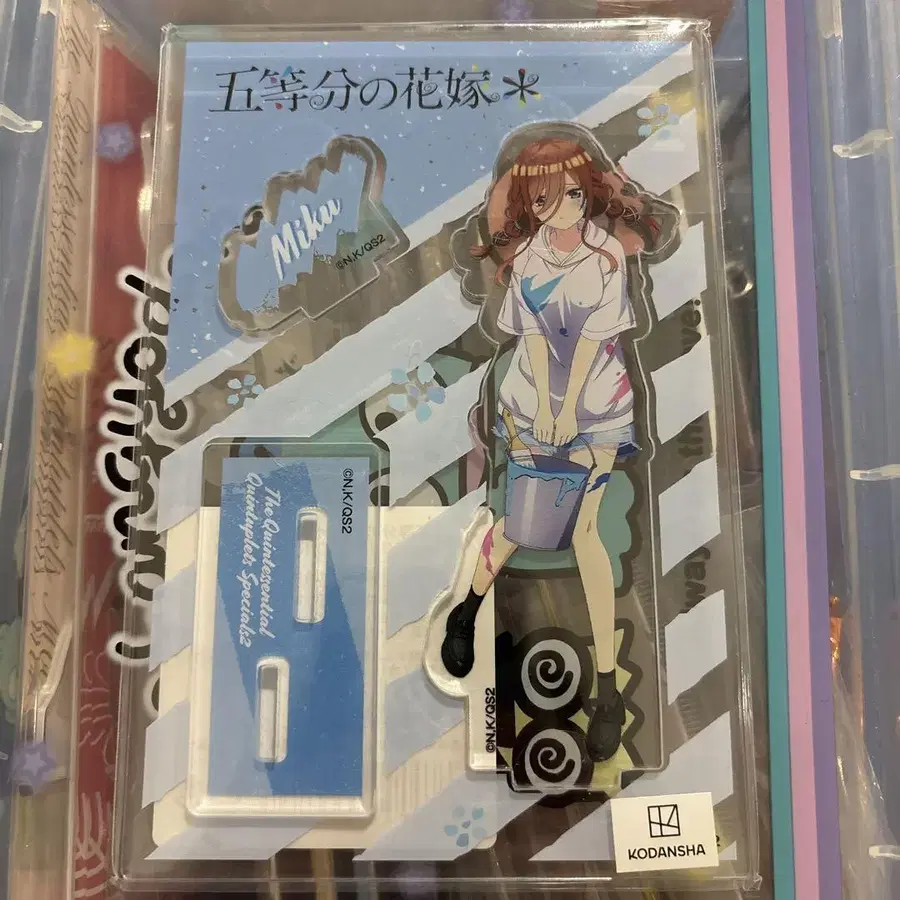 五等分の花嫁*
Miku
©N,K/QS2
©N,K/QS2
The Quintessential
Quintuplets Specials2
©N,K/QS2
KODANSHA